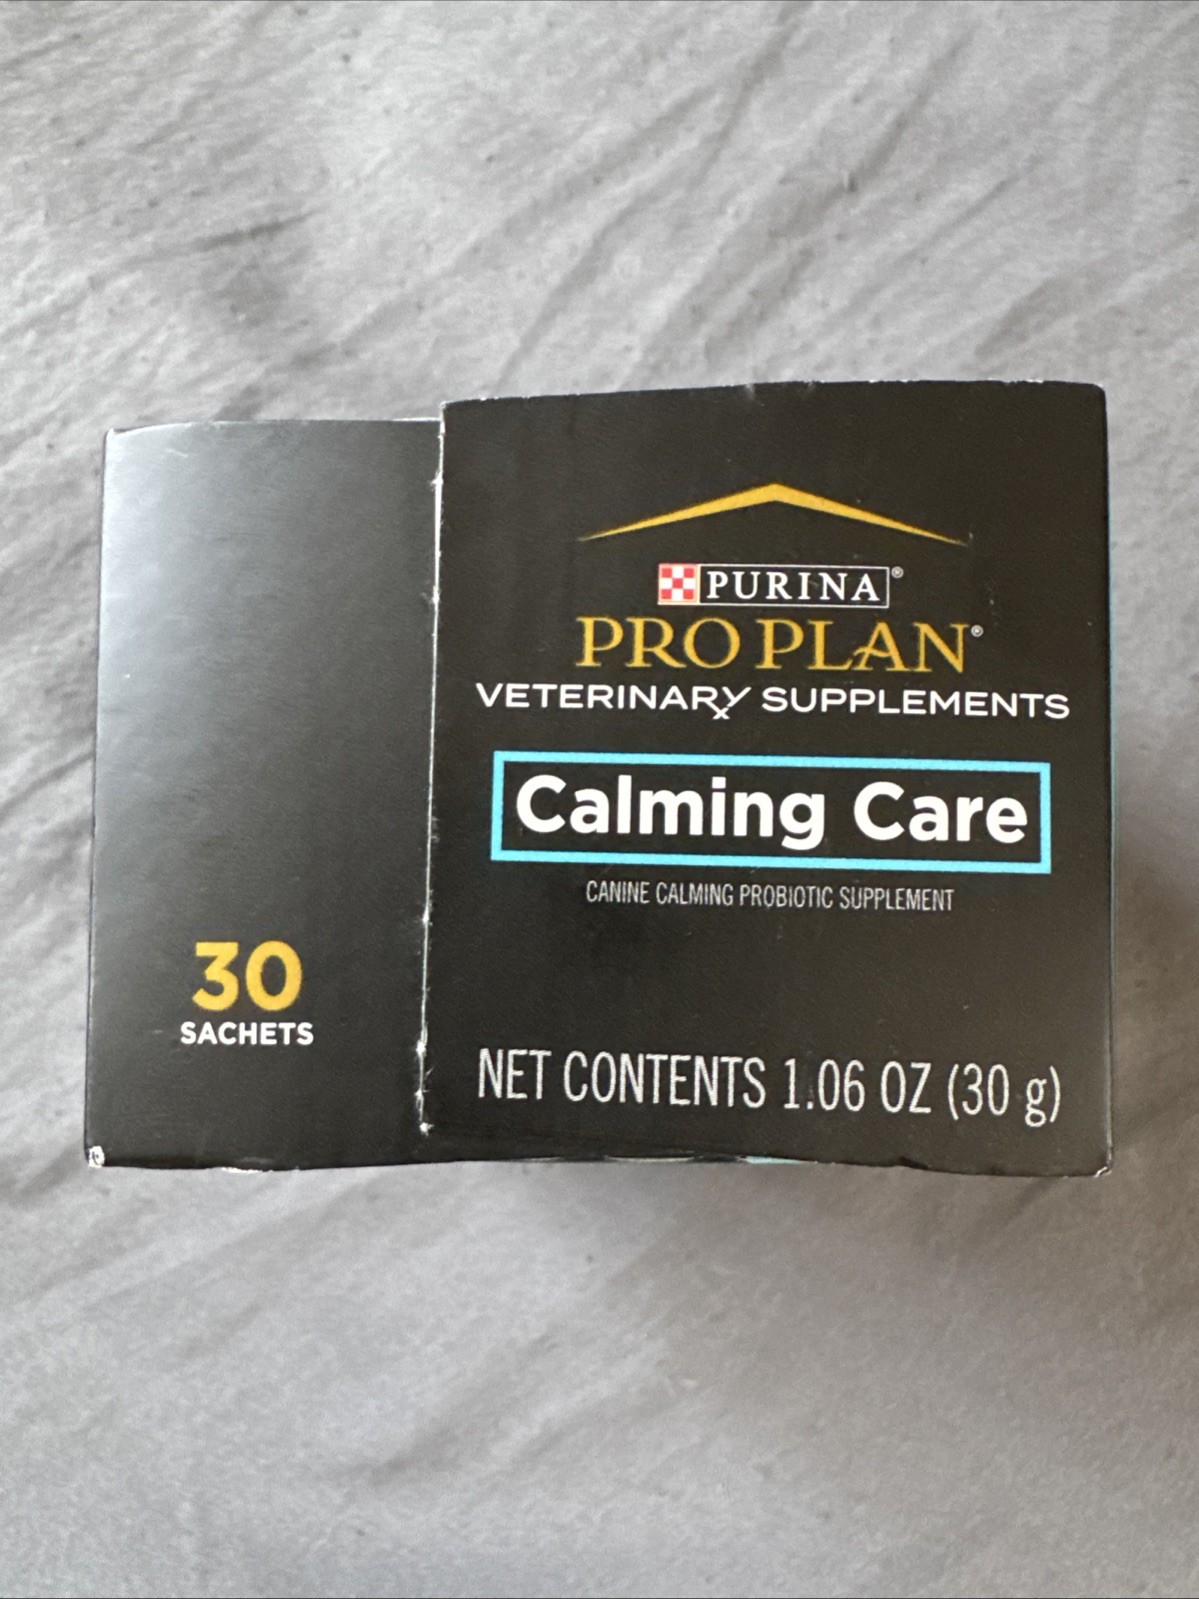 PURINA®
PRO PLAN®
VETERINARY SUPPLEMENTS
Calming Care
CANINE CALMING PROBIOTIC SUPPLEMENT
30
SACHETS
NET CONTENTS 1.06 OZ (30 g)